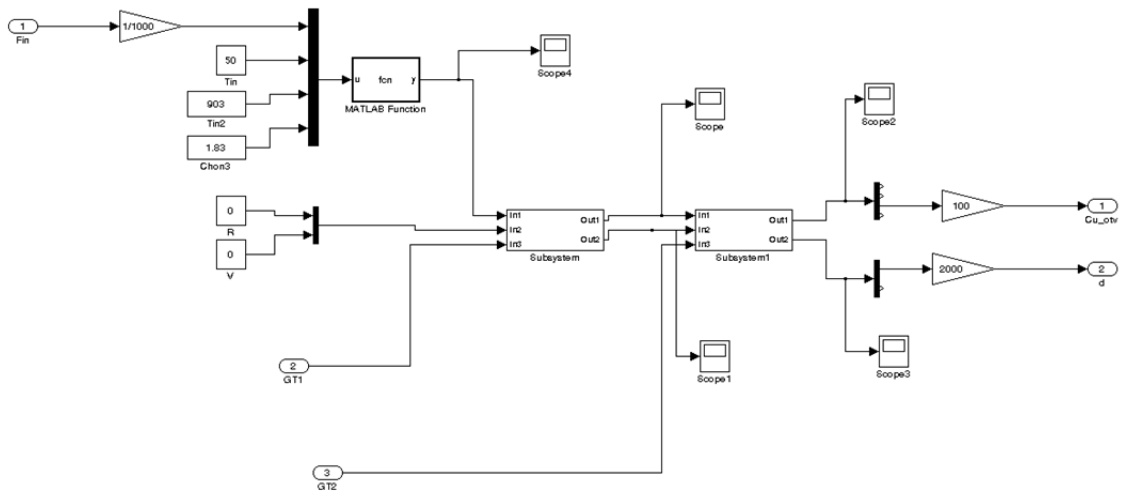 1
Fin
1/1000
50
Tin
903
Tin2
1.83
Chon3
u fcn y
MATLAB Function
Scope4
Scope
Scope2
0
R
0
V
In1
In2
In3
Out1
Out2
Subsystem
In1
In2
In3
Out1
Out2
Subsystem1
100
1
Cu_otv
2000
2
d
2
GT1
Scope1
Scope3
3
GT2